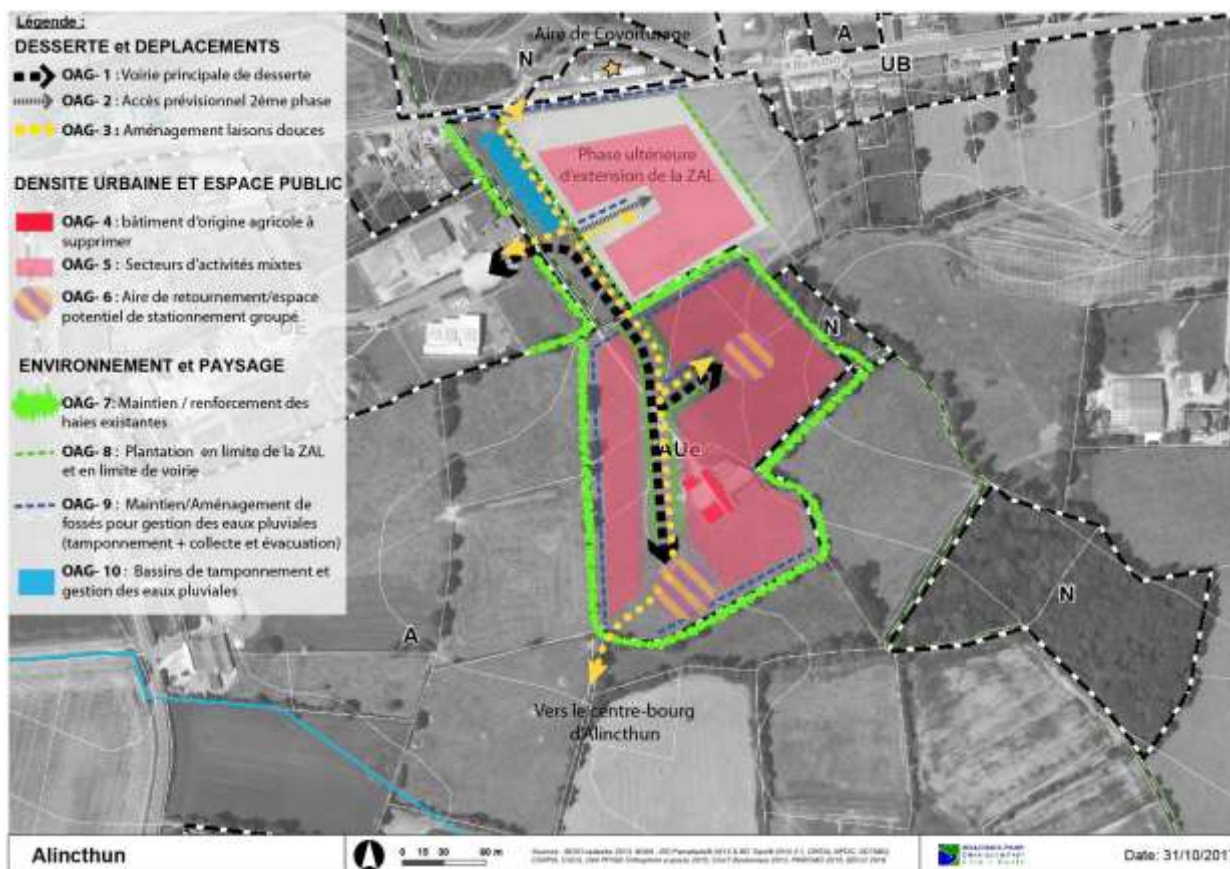 Légende :
DESSERTE et DEPLACEMENTS
OAG- 1 : Voirie principale de desserte
OAG- 2 : Accès prévisionnel 2ème phase
OAG- 3 : Aménagement laisons douces
DENSITE URBAINE ET ESPACE PUBLIC
OAG- 4 : bâtiment d'origine agricole à
supprimer
OAG- 5 : Secteurs d'activités mixtes
OAG- 6 : Aire de retournement/espace
potentiel de stationnement groupé
ENVIRONNEMENT et PAYSAGE
OAG- 7: Maintien / renforcement des
haies existantes
OAG- 8 : Plantation en limite de la ZAL
et en limite de voirie
OAG- 9 : Maintien/Aménagement de
fossés pour gestion des eaux pluviales
(tamponnement + collecte et évacuation)
OAG- 10 : Bassins de tamponnement et
gestion des eaux pluviales
Aire de Covoiturage
N
A
UB
Phase ultérieure
d'extension de la ZAL
N
AUe
N
A
Vers le centre-bourg
d'Alincthun
Alincthun
0 15 30 60 m
Date: 31/10/2017